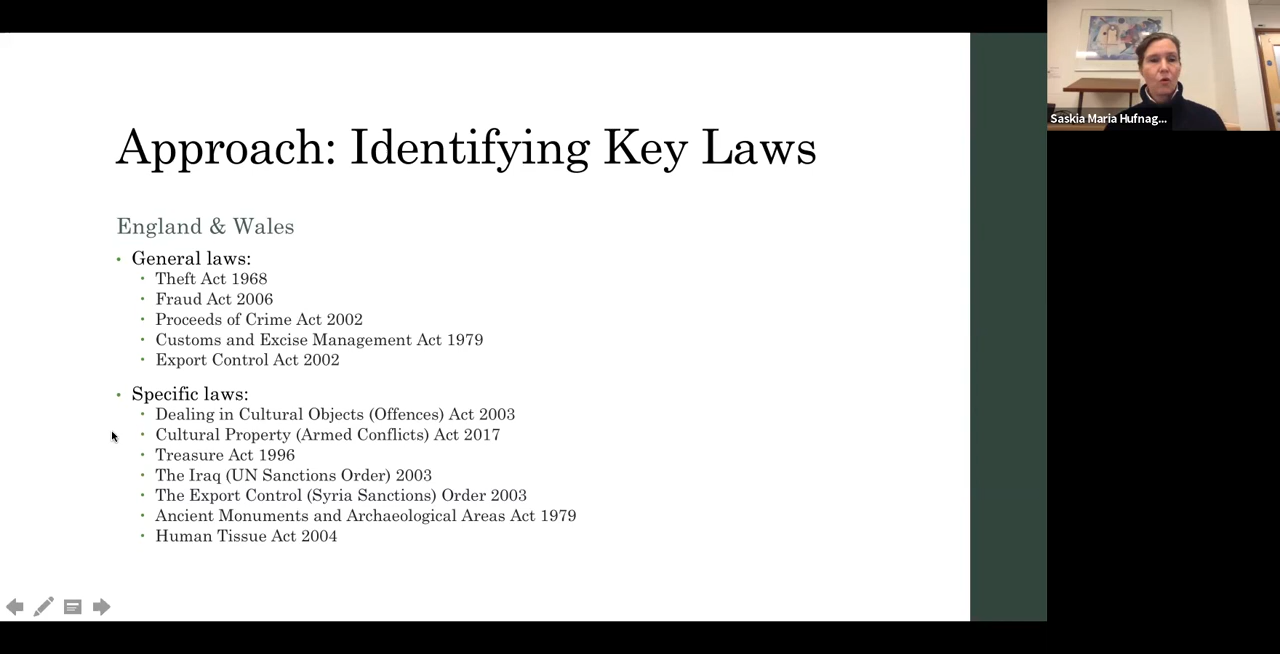 Approach: Identifying Key Laws
England & Wales
General laws:
Theft Act 1968
Fraud Act 2006
Proceeds of Crime Act 2002
Customs and Excise Management Act 1979
Export Control Act 2002
Specific laws:
Dealing in Cultural Objects (Offences) Act 2003
Cultural Property (Armed Conflicts) Act 2017
Treasure Act 1996
The Iraq (UN Sanctions Order) 2003
The Export Control (Syria Sanctions) Order 2003
Ancient Monuments and Archaeological Areas Act 1979
Human Tissue Act 2004
Saskia Maria Hufnag...